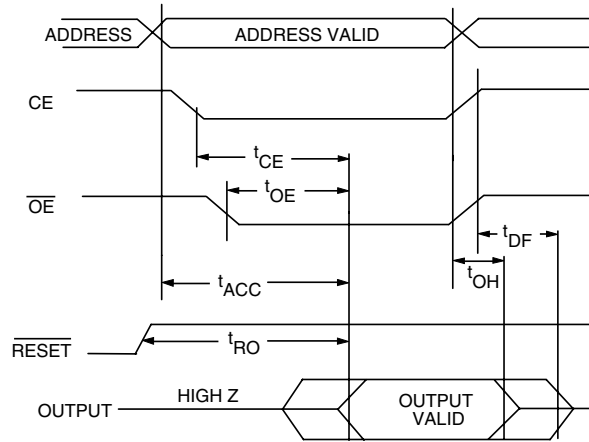 ADDRESS
ADDRESS VALID
CE
tCE
tOE
OE
tDF
tOH
tACC
RESET
tRO
HIGH Z
OUTPUT
OUTPUT
VALID